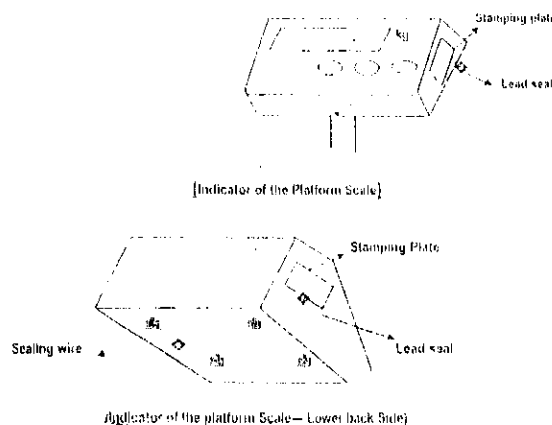 Stamping plate
kg
Lead seal
[Indicator of the Platform Scale]
Stamping Plate
Sealing wire
Lead seal
(Indicator of the platform Scale— Lower back Side)